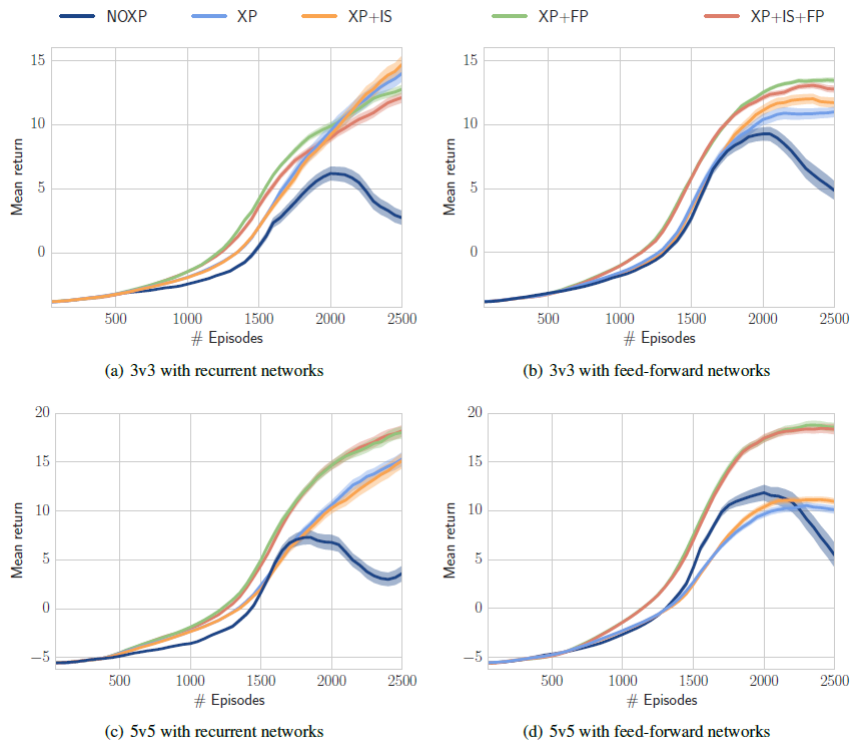 NOXP XP XP+IS XP+FP XP+IS+FP
15
10
5
0
Mean return
500 1000 1500 2000 2500
# Episodes
(a) 3v3 with recurrent networks
15
10
5
0
Mean return
500 1000 1500 2000 2500
# Episodes
(b) 3v3 with feed-forward networks
20
15
10
5
0
−5
Mean return
500 1000 1500 2000 2500
# Episodes
(c) 5v5 with recurrent networks
20
15
10
5
0
−5
Mean return
500 1000 1500 2000 2500
# Episodes
(d) 5v5 with feed-forward networks